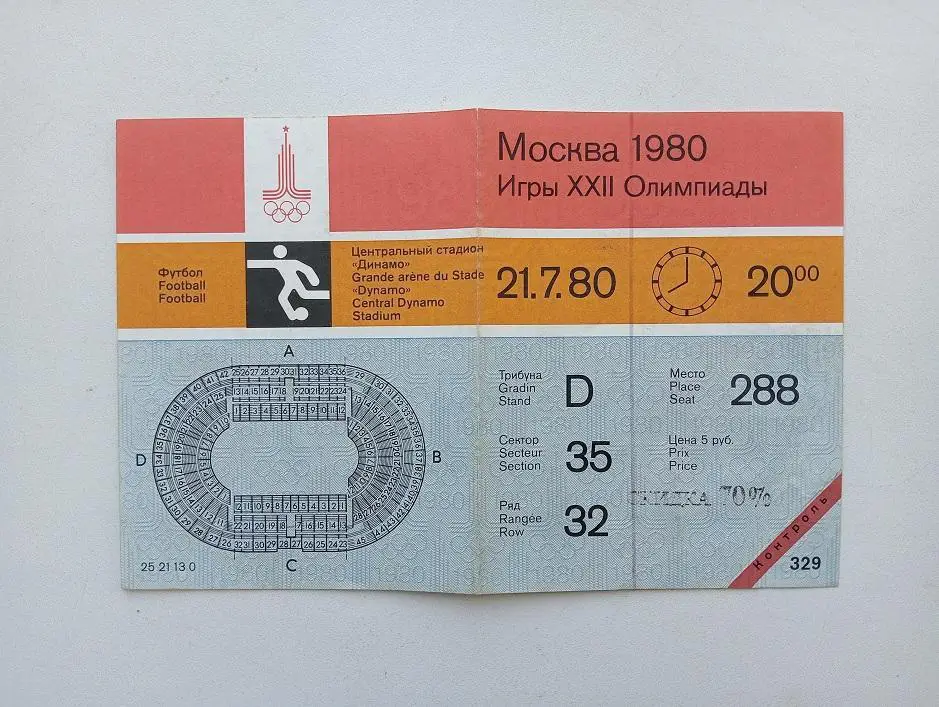 Москва 1980
Игры XXII Олимпиады
Футбол
Football
Football
Центральный стадион
«Динамо»
Grande arène du Stade
«Dynamo»
Central Dynamo
Stadium
21.7.80
20⁰⁰
A
B
C
D
25 21 13 0
Трибуна
Gradin
Stand
D
Место
Place
Seat
288
Сектор
Secteur
Section
35
Цена 5 руб.
Prix
Price
Ряд
Rangée
Row
32
СКИДКА 70%
Контроль
329